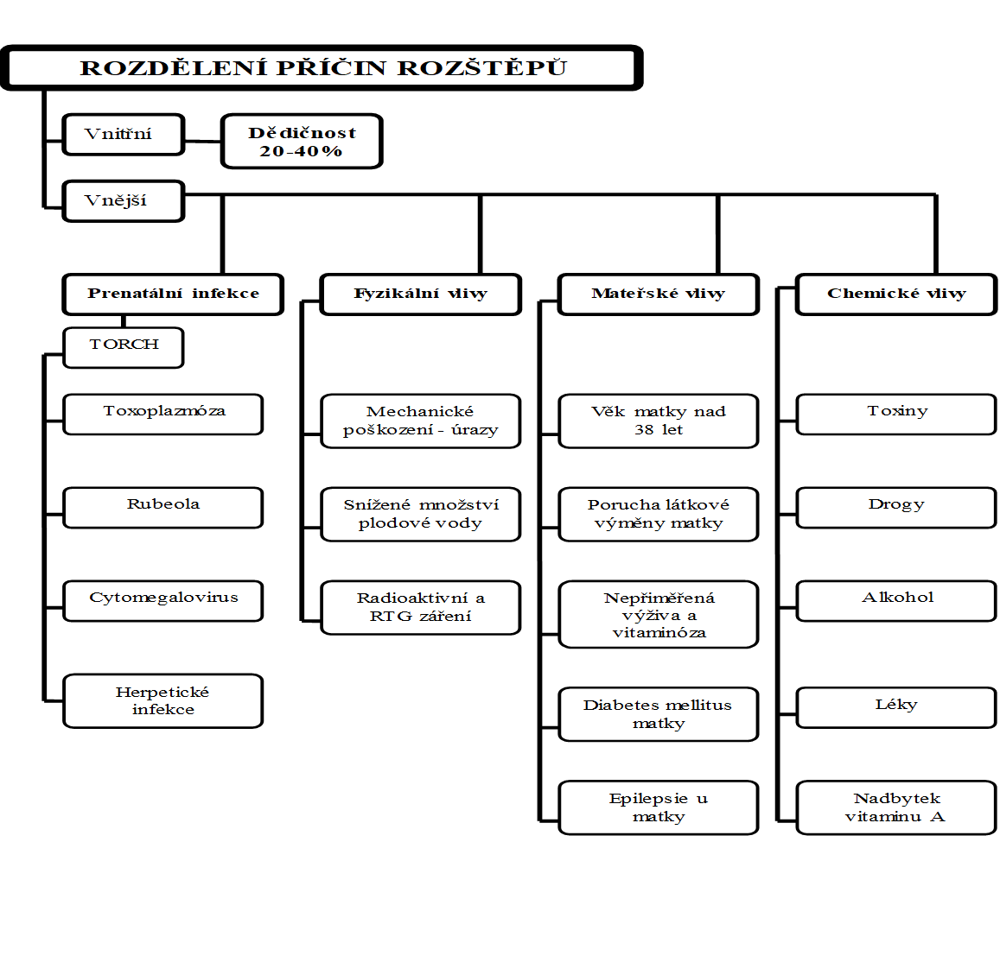 ROZDĚLENÍ PŘÍČIN ROZŠTĚPŮ
Vnitřní
Dědičnost
20-40%
Vnější
Prenatální infekce
TORCH
Toxoplazmóza
Rubeola
Cytomegalovirus
Herpetické
infekce
Fyzikální vlivy
Mechanické
poškození - úrazy
Snížené množství
plodové vody
Radioaktivní a
RTG záření
Mateřské vlivy
Věk matky nad
38 let
Porucha látkové
výměny matky
Nepřiměřená
výživa a
vitaminóza
Diabetes mellitus
matky
Epilepsie u
matky
Chemické vlivy
Toxiny
Drogy
Alkohol
Léky
Nadbytek
vitaminu A